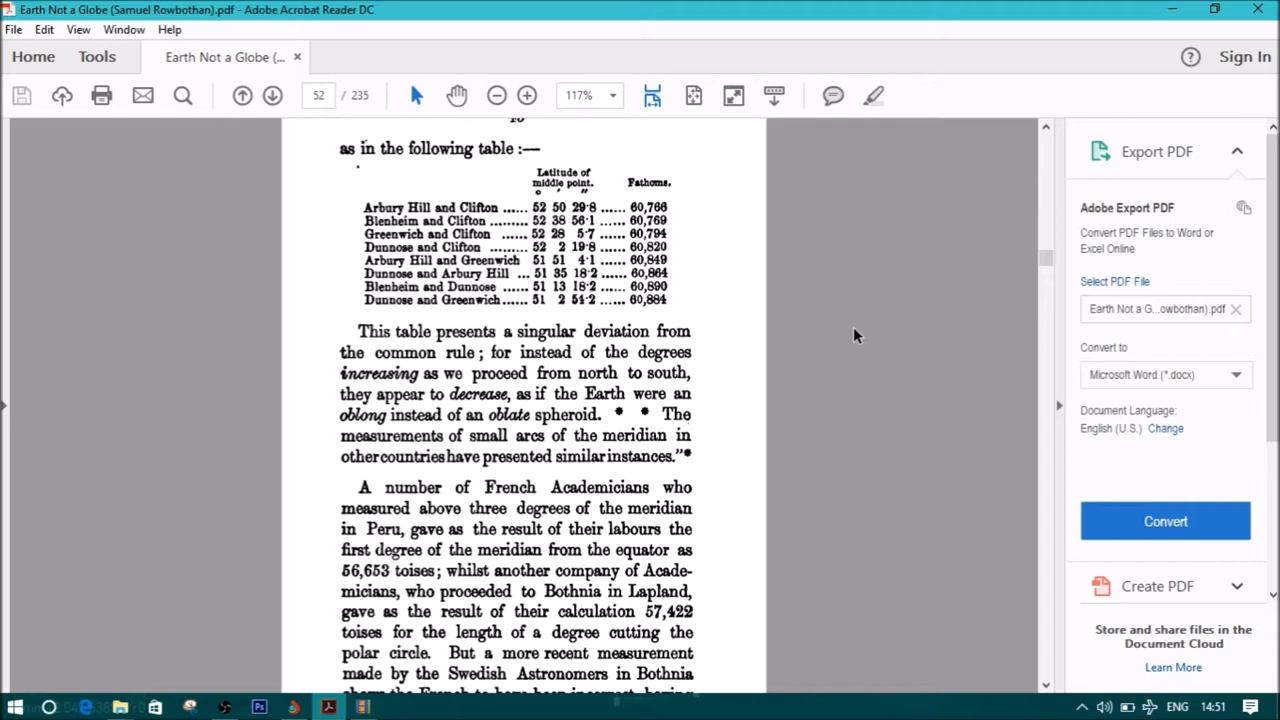 Earth Not a Globe (Samuel Rowbothan).pdf - Adobe Acrobat Reader DC
File Edit View Window Help
Home Tools Earth Not a Globe (... × Sign In
52 / 235 117%
as in the following table :—
Latitude of
middle point. Fathoms.
° ′ ″
Arbury Hill and Clifton ...... 52 50 29·8 ...... 60,766
Blenheim and Clifton ......... 52 38 56·1 ...... 60,769
Greenwich and Clifton ...... 52 28 5·7 ...... 60,794
Dunnose and Clifton ......... 52 2 19·8 ...... 60,820
Arbury Hill and Greenwich 51 51 4·1 ...... 60,849
Dunnose and Arbury Hill ... 51 35 18·2 ...... 60,864
Blenheim and Dunnose ...... 51 13 18·2 ...... 60,890
Dunnose and Greenwich...... 51 2 54·2 ...... 60,884
This table presents a singular deviation from
the common rule ; for instead of the degrees
increasing as we proceed from north to south,
they appear to decrease, as if the Earth were an
oblong instead of an oblate spheroid. * * The
measurements of small arcs of the meridian in
other countries have presented similar instances."*
A number of French Academicians who
measured above three degrees of the meridian
in Peru, gave as the result of their labours the
first degree of the meridian from the equator as
56,653 toises; whilst another company of Acade-
micians, who proceeded to Bothnia in Lapland,
gave as the result of their calculation 57,422
toises for the length of a degree cutting the
polar circle. But a more recent measurement
made by the Swedish Astronomers in Bothnia
Export PDF
Adobe Export PDF
Convert PDF Files to Word or
Excel Online
Select PDF File
Earth Not a G...owbothan).pdf ×
Convert to
Microsoft Word (*.docx)
Document Language:
English (U.S.) Change
Convert
Create PDF
Store and share files in the
Document Cloud
Learn More
ENG 14:51